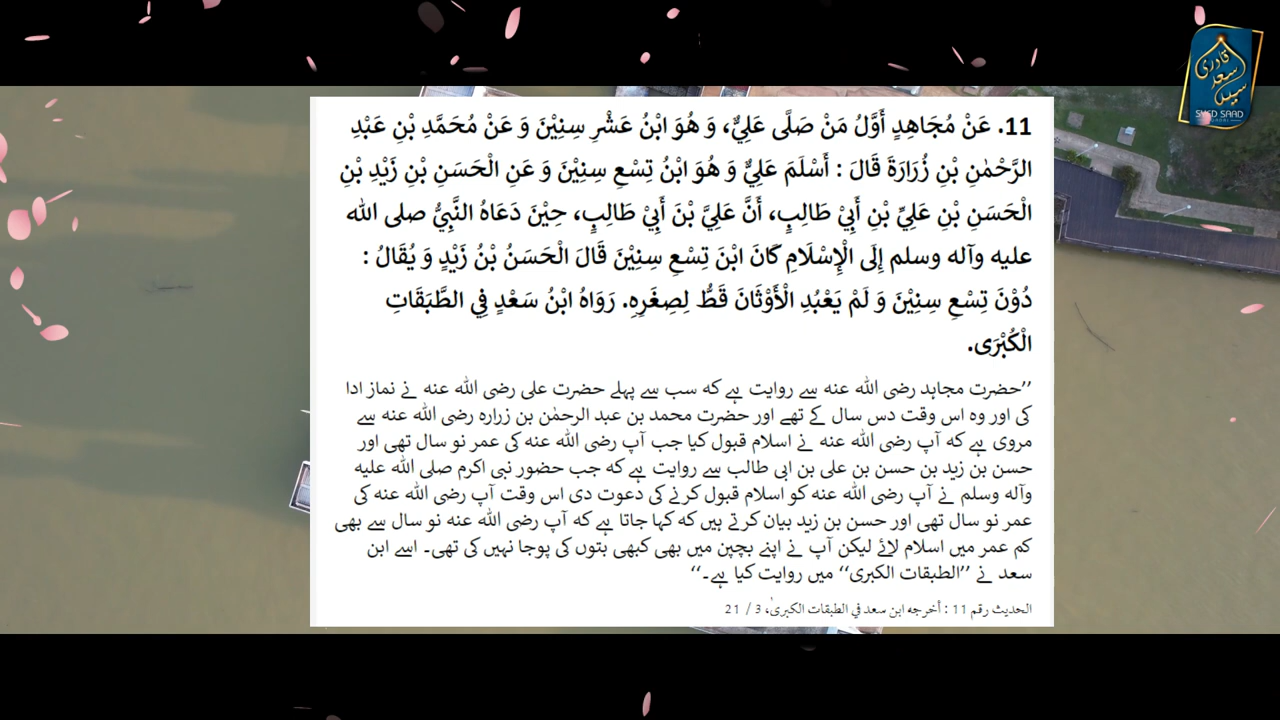 11. عَنْ مُجَاهِدٍ أَوَّلُ مَنْ صَلَّى عَلِيٌّ، وَ هُوَ ابْنُ عَشْرِ سِنِيْنَ وَ عَنْ مُحَمَّدِ بْنِ عَبْدِ
الرَّحْمٰنِ بْنِ زُرَارَةَ قَالَ : أَسْلَمَ عَلِيٌّ وَ هُوَ ابْنُ تِسْعِ سِنِيْنَ وَ عَنِ الْحَسَنِ بْنِ زَيْدِ بْنِ
الْحَسَنِ بْنِ عَلِيِّ بْنِ أَبِيْ طَالِبٍ، أَنَّ عَلِيَّ بْنَ أَبِيْ طَالِبٍ، حِيْنَ دَعَاهُ النَّبِيُّ صلى الله
عليه وآله وسلم إِلَى الْإِسْلَامِ كَانَ ابْنَ تِسْعِ سِنِيْنَ قَالَ الْحَسَنُ بْنُ زَيْدٍ وَ يُقَالُ :
دُوْنَ تِسْعِ سِنِيْنَ وَ لَمْ يَعْبُدِ الْأَوْثَانَ قَطُّ لِصِغَرِهِ. رَوَاهُ ابْنُ سَعْدٍ فِي الطَّبَقَاتِ
الْكُبْرَى.
’’حضرت مجاہد رضی اللہ عنہ سے روایت ہے کہ سب سے پہلے حضرت علی رضی اللہ عنہ نے نماز ادا
کی اور وہ اس وقت دس سال کے تھے اور حضرت محمد بن عبد الرحمٰن بن زرارہ رضی اللہ عنہ سے
مروی ہے کہ آپ رضی اللہ عنہ نے اسلام قبول کیا جب آپ رضی اللہ عنہ کی عمر نو سال تھی اور
حسن بن زید بن حسن بن علی بن ابی طالب سے روایت ہے کہ جب حضور نبی اکرم صلی اللہ علیہ
وآلہ وسلم نے آپ رضی اللہ عنہ کو اسلام قبول کرنے کی دعوت دی اس وقت آپ رضی اللہ عنہ کی
عمر نو سال تھی اور حسن بن زید بیان کرتے ہیں کہ کہا جاتا ہے کہ آپ رضی اللہ عنہ نو سال سے بھی
کم عمر میں اسلام لائے لیکن آپ نے اپنے بچپن میں بھی کبھی بتوں کی پوجا نہیں کی تھی۔ اسے ابن
سعد نے ’’الطبقات الکبری‘‘ میں روایت کیا ہے۔‘‘
الحدیث رقم 11 : أخرجہ ابن سعد في الطبقات الکبریٰ، 3 / 21
سید سعد قادری
SYED SAAD